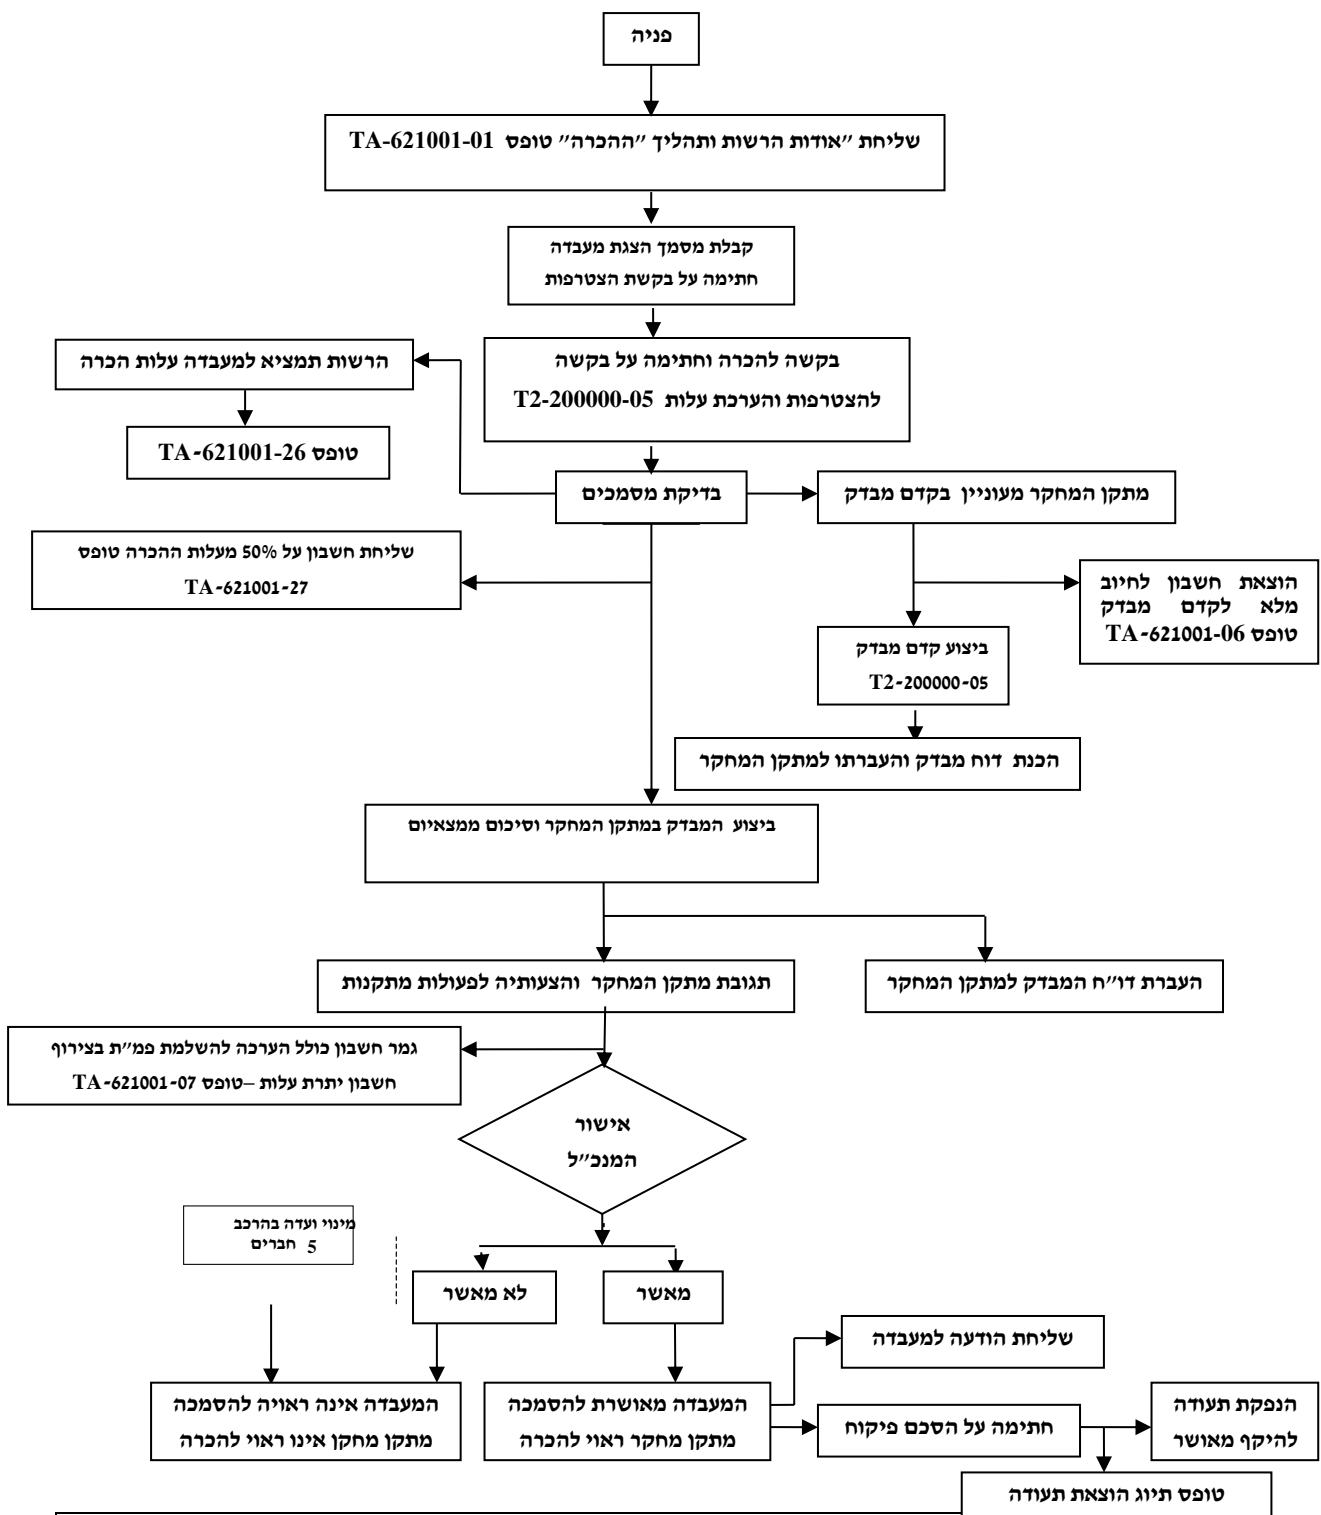 פניה
שליחת "אודות הרשות ותהליך "ההכרה" טופס TA-621001-01
קבלת מסמך הצגת מעבדה
חתימה על בקשת הצטרפות
בקשה להכרה וחתימה על בקשה
להצטרפות והערכת עלות T2-200000-05
הרשות תמציא למעבדה עלות הכרה
טופס TA-621001-26
בדיקת מסמכים
מתקן המחקר מעוניין בקדם מבדק
שליחת חשבון על 50% מעלות ההכרה טופס
TA-621001-27
הוצאת חשבון לחיוב
מלא לקדם מבדק
טופס TA-621001-06
ביצוע קדם מבדק
T2-200000-05
הכנת דוח מבדק והעברתו למתקן המחקר
ביצוע המבדק במתקן המחקר וסיכום ממצאיום
תגובת מתקן המחקר והצעותיה לפעולות מתקנות
העברת דו"ח המבדק למתקן המחקר
גמר חשבון כולל הערכה להשלמת פמ"ת בצירוף
חשבון יתרת עלות –טופס TA-621001-07
אישור
המנכ"ל
מינוי ועדה בהרכב
5 חברים
לא מאשר
מאשר
שליחת הודעה למעבדה
המעבדה אינה ראויה להסמכה
מתקן מחקן אינו ראוי להכרה
המעבדה מאושרת להסמכה
מתקן מחקר ראוי להכרה
חתימה על הסכם פיקוח
הנפקת תעודה
להיקף מאושר
טופס תיוג הוצאת תעודה